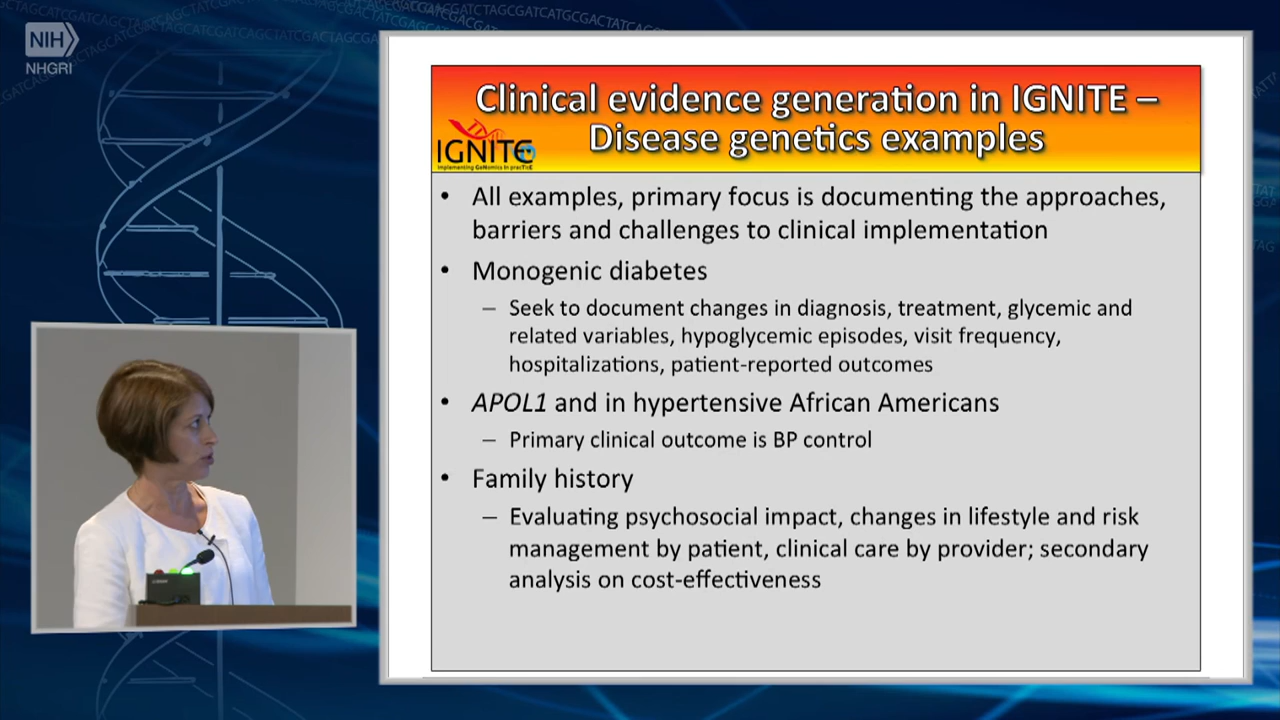 NIH
NHGRI
Clinical evidence generation in IGNITE –
Disease genetics examples
IGNITE
Implementing GeNomics In pracTicE
• All examples, primary focus is documenting the approaches,
barriers and challenges to clinical implementation
• Monogenic diabetes
– Seek to document changes in diagnosis, treatment, glycemic and
related variables, hypoglycemic episodes, visit frequency,
hospitalizations, patient-reported outcomes
• APOL1 and in hypertensive African Americans
– Primary clinical outcome is BP control
• Family history
– Evaluating psychosocial impact, changes in lifestyle and risk
management by patient, clinical care by provider; secondary
analysis on cost-effectiveness